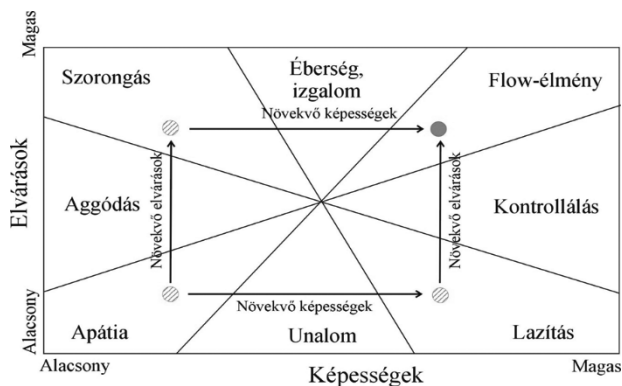 Magas
Elvárások
Alacsony
Szorongás
Éberség,
izgalom
Flow-élmény
Növekvő képességek
Aggódás
Növekvő elvárások
Növekvő elvárások
Kontrollálás
Növekvő képességek
Apátia
Unalom
Lazítás
Alacsony
Képességek
Magas